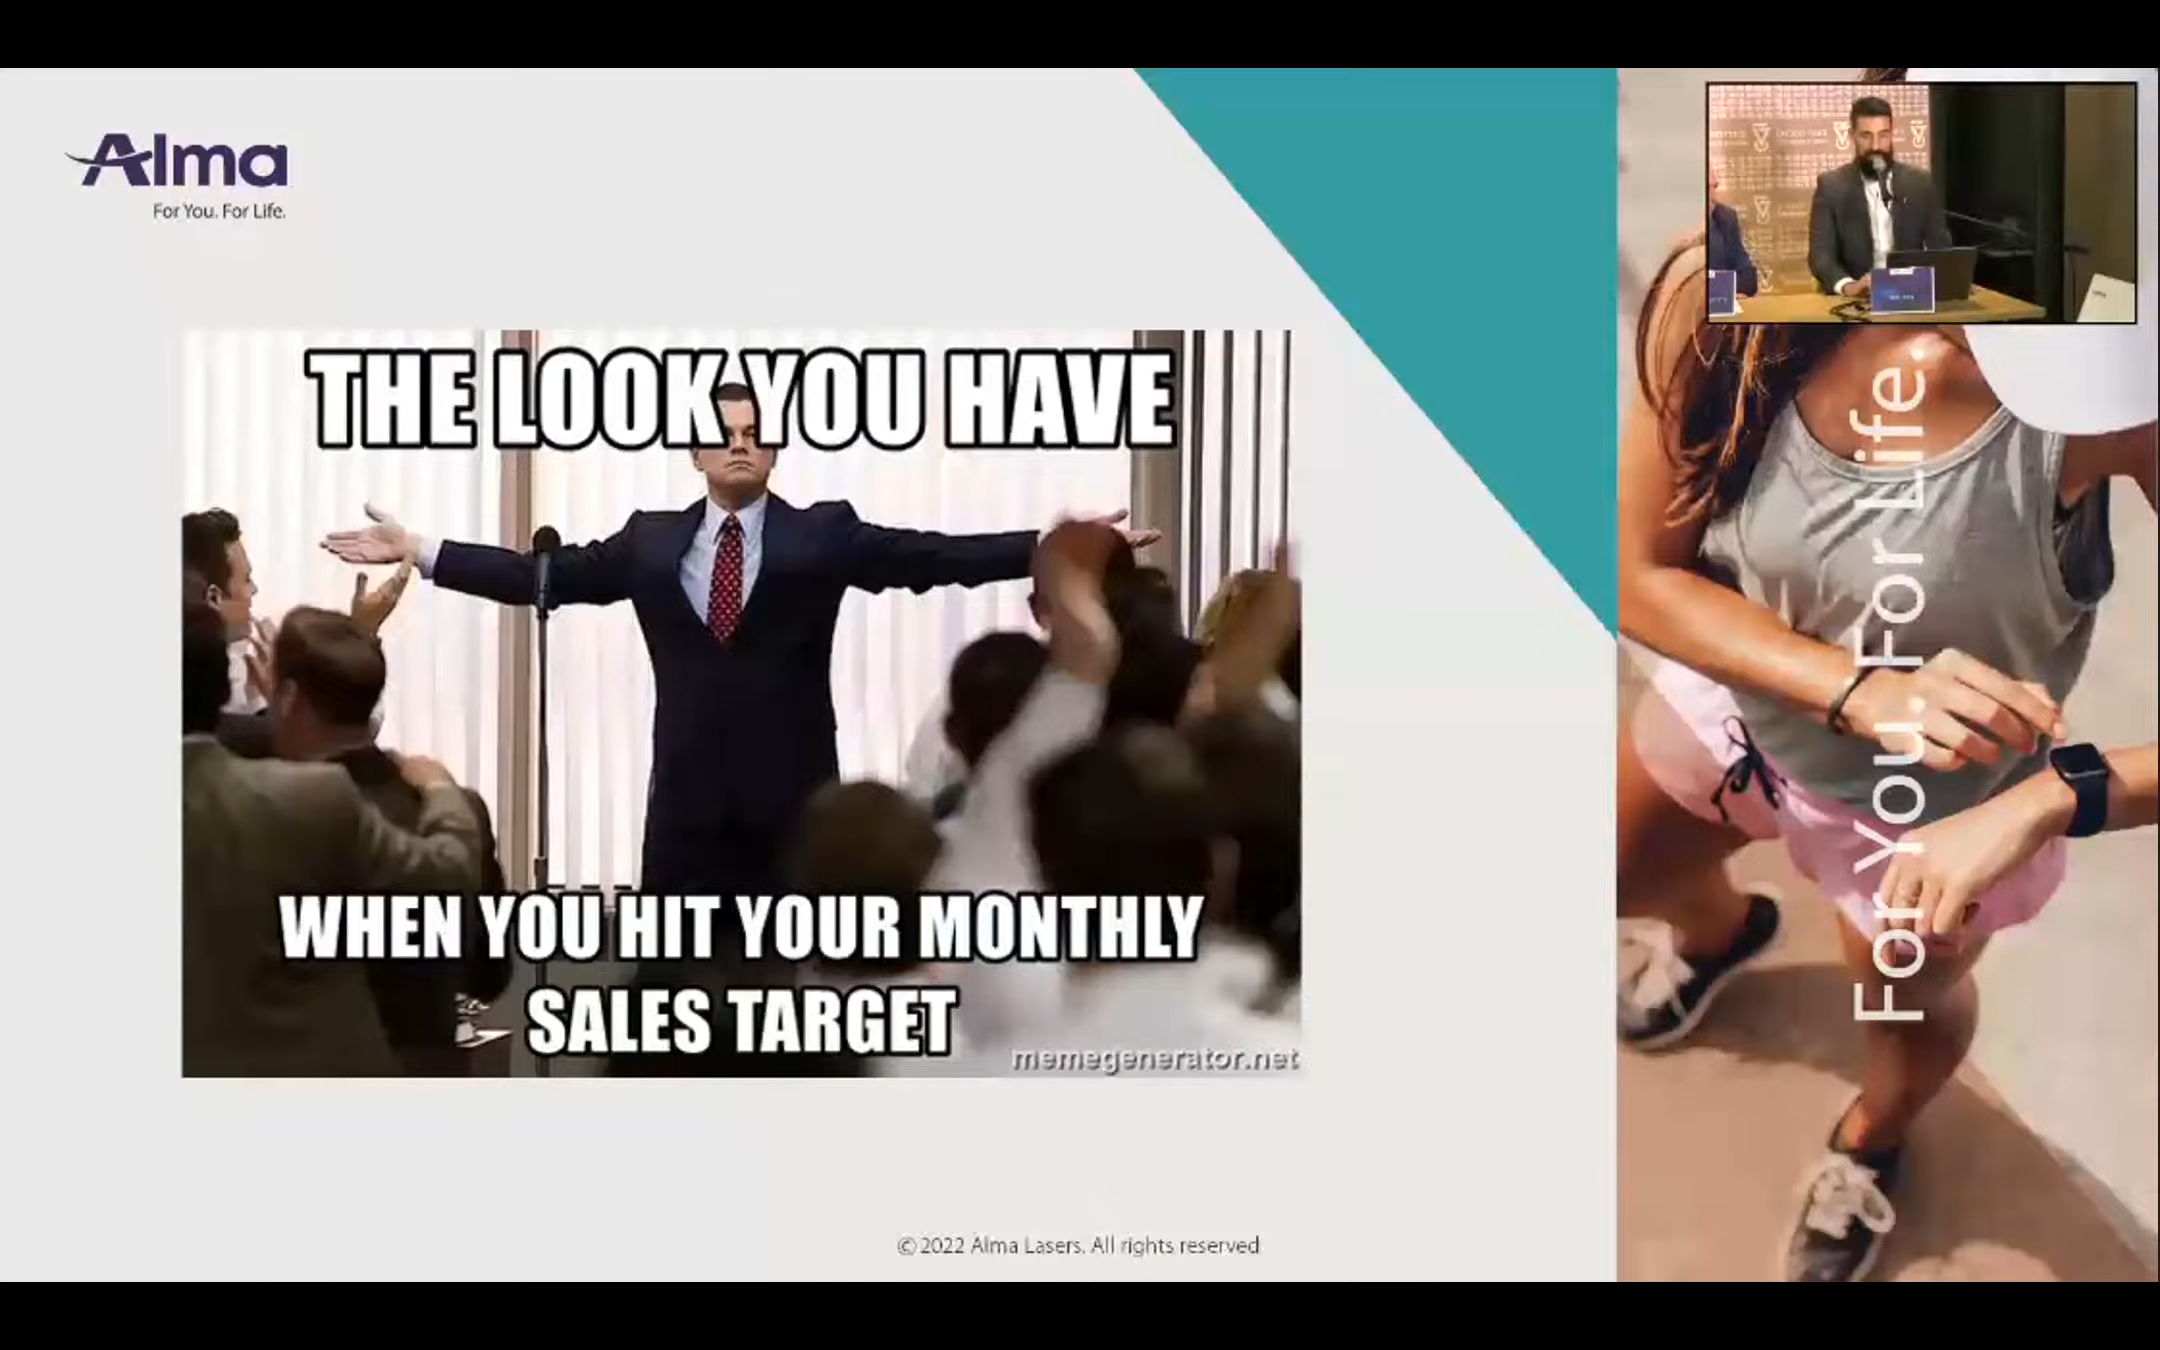 Alma
For You. For Life.
THE LOOK YOU HAVE
WHEN YOU HIT YOUR MONTHLY
SALES TARGET
memegenerator.net
For You. For Life.
© 2022 Alma Lasers. All rights reserved